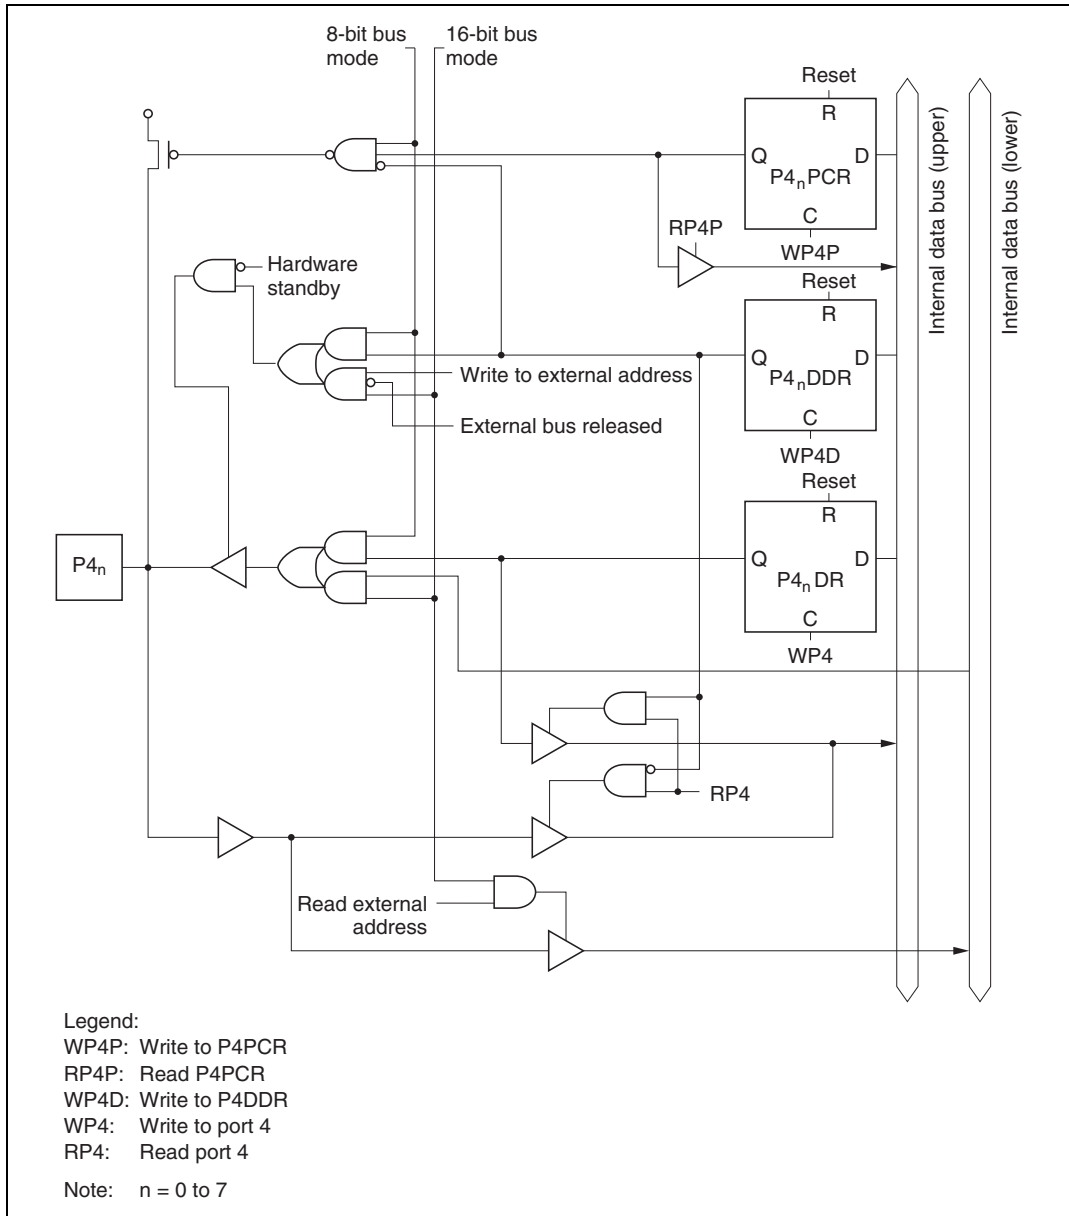 8-bit bus
mode
16-bit bus
mode
Reset
R
Q
D
P4nPCR
C
WP4P
RP4P
Internal data bus (upper)
Internal data bus (lower)
Hardware
standby
Reset
R
Q
D
P4nDDR
C
WP4D
Write to external address
External bus released
Reset
R
Q
D
P4nDR
C
WP4
P4n
RP4
Read external
address
Legend:
WP4P: Write to P4PCR
RP4P: Read P4PCR
WP4D: Write to P4DDR
WP4: Write to port 4
RP4: Read port 4
Note: n = 0 to 7